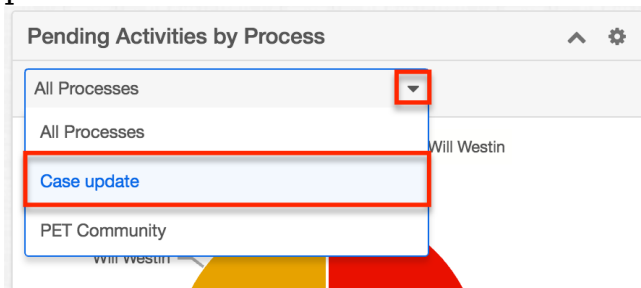 Pending Activities by Process
All Processes
All Processes
Will Westin
Case update
PET Community
Will Westin